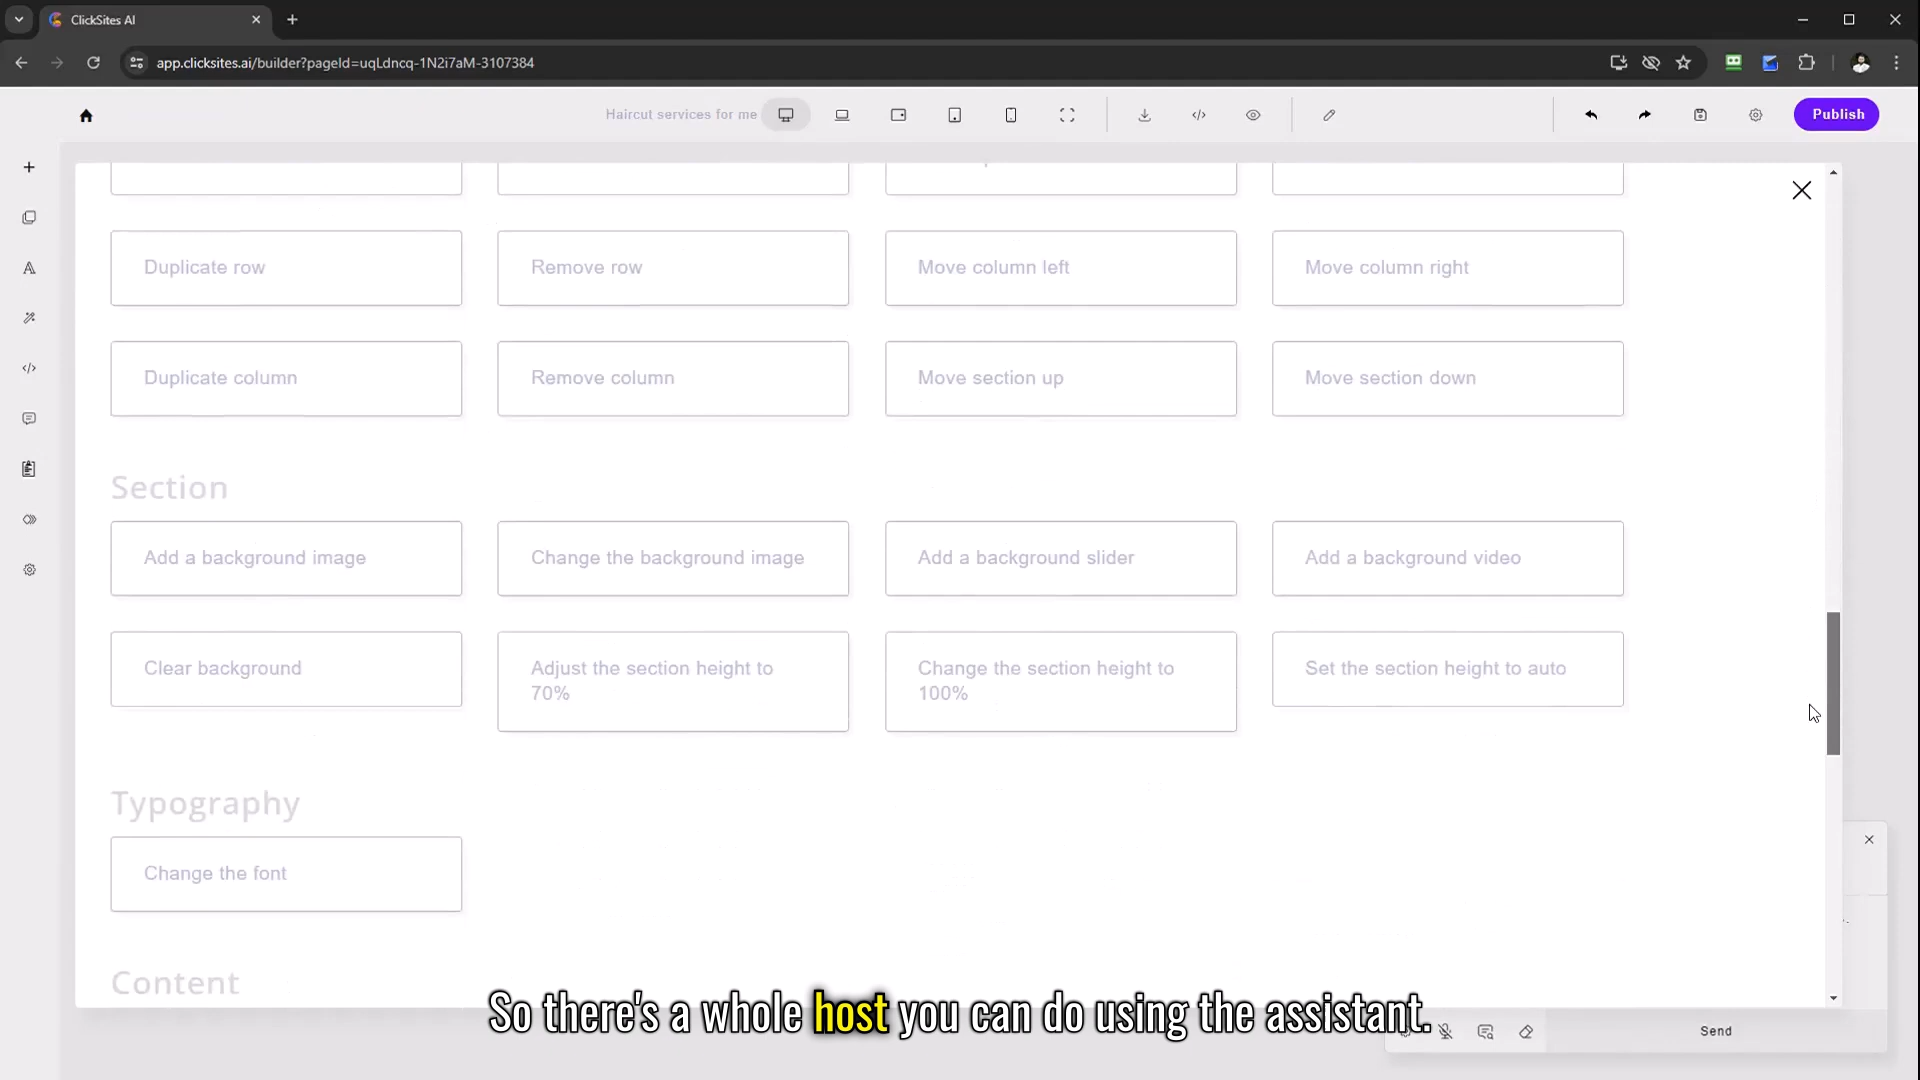 ClickSites AI
app.clicksites.ai/builder?pageId=uqLdncq-1N2i7aM-3107384
Haircut services for me
Publish
Duplicate row
Remove row
Move column left
Move column right
Duplicate column
Remove column
Move section up
Move section down
Section
Add a background image
Change the background image
Add a background slider
Add a background video
Clear background
Adjust the section height to
70%
Change the section height to
100%
Set the section height to auto
Typography
Change the font
Content
So there's a whole host you can do using the assistant.
Send